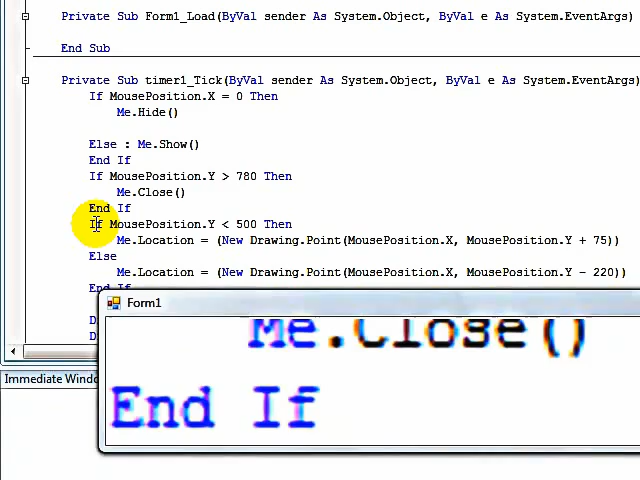 Private Sub Form1_Load(ByVal sender As System.Object, ByVal e As System.EventArgs)
End Sub
Private Sub timer1_Tick(ByVal sender As System.Object, ByVal e As System.EventArgs)
If MousePosition.X = 0 Then
Me.Hide()
Else : Me.Show()
End If
If MousePosition.Y > 780 Then
Me.Close()
End If
If MousePosition.Y < 500 Then
Me.Location = (New Drawing.Point(MousePosition.X, MousePosition.Y + 75))
Else
Me.Location = (New Drawing.Point(MousePosition.X, MousePosition.Y - 220))
End If
Form1
D
D
Me.Close()
End If
Immediate Windo